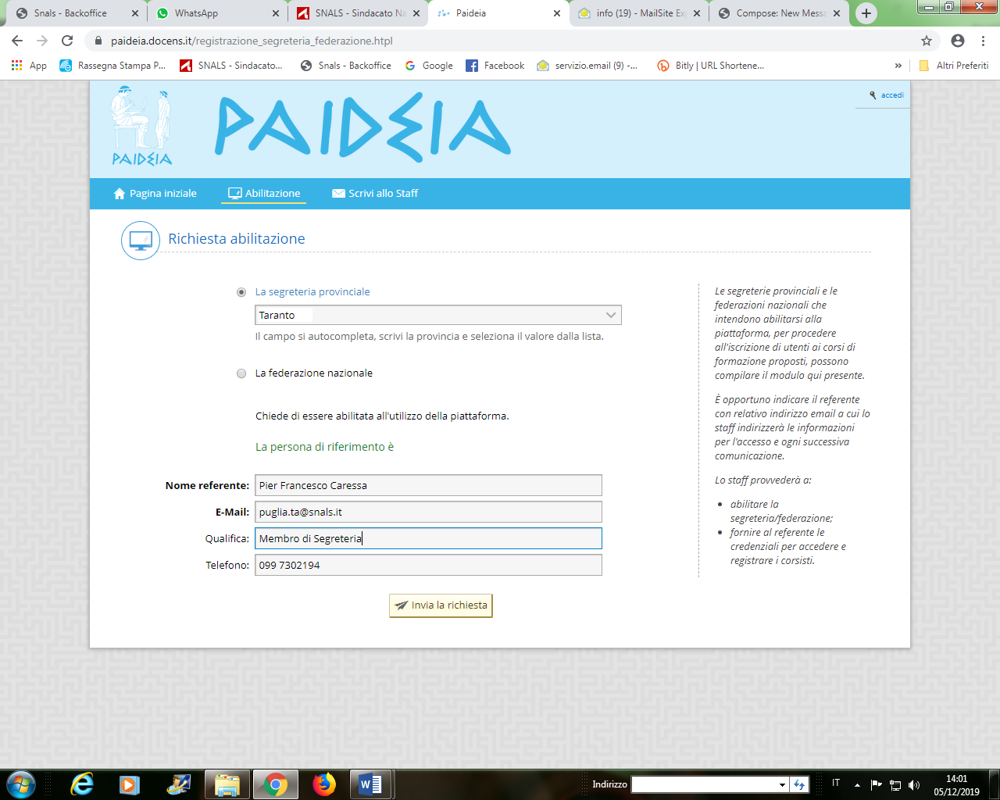 Snals - Backoffice
WhatsApp
SNALS - Sindacato Na
Paideia
info (19) - MailSite Exp
Compose: New Messa
paideia.docens.it/registrazione_segreteria_federazione.htpl
App
Rassegna Stampa P...
SNALS - Sindacato...
Snals - Backoffice
Google
Facebook
servizio.email (9) -...
Bitly | URL Shortene...
»
Altri Preferiti
PAIDEIA
PAIDEIA
accedi
Pagina iniziale
Abilitazione
Scrivi allo Staff
Richiesta abilitazione
La segreteria provinciale
Taranto
Il campo si autocompleta, scrivi la provincia e seleziona il valore dalla lista.
La federazione nazionale
Chiede di essere abilitata all'utilizzo della piattaforma.
La persona di riferimento è
Nome referente: Pier Francesco Caressa
E-Mail: puglia.ta@snals.it
Qualifica: Membro di Segreteria
Telefono: 099 7302194
Invia la richiesta
Le segreterie provinciali e le
federazioni nazionali che
intendono abilitarsi alla
piattaforma, per procedere
all'iscrizione di utenti ai corsi di
formazione proposti, possono
compilare il modulo qui presente.
È opportuno indicare il referente
con relativo indirizzo email a cui lo
staff indirizzerà le informazioni
per l'accesso e ogni successiva
comunicazione.
Lo staff provvederà a:
• abilitare la
segreteria/federazione;
• fornire al referente le
credenziali per accedere e
registrare i corsisti.
Indirizzo
IT
14:01
05/12/2019